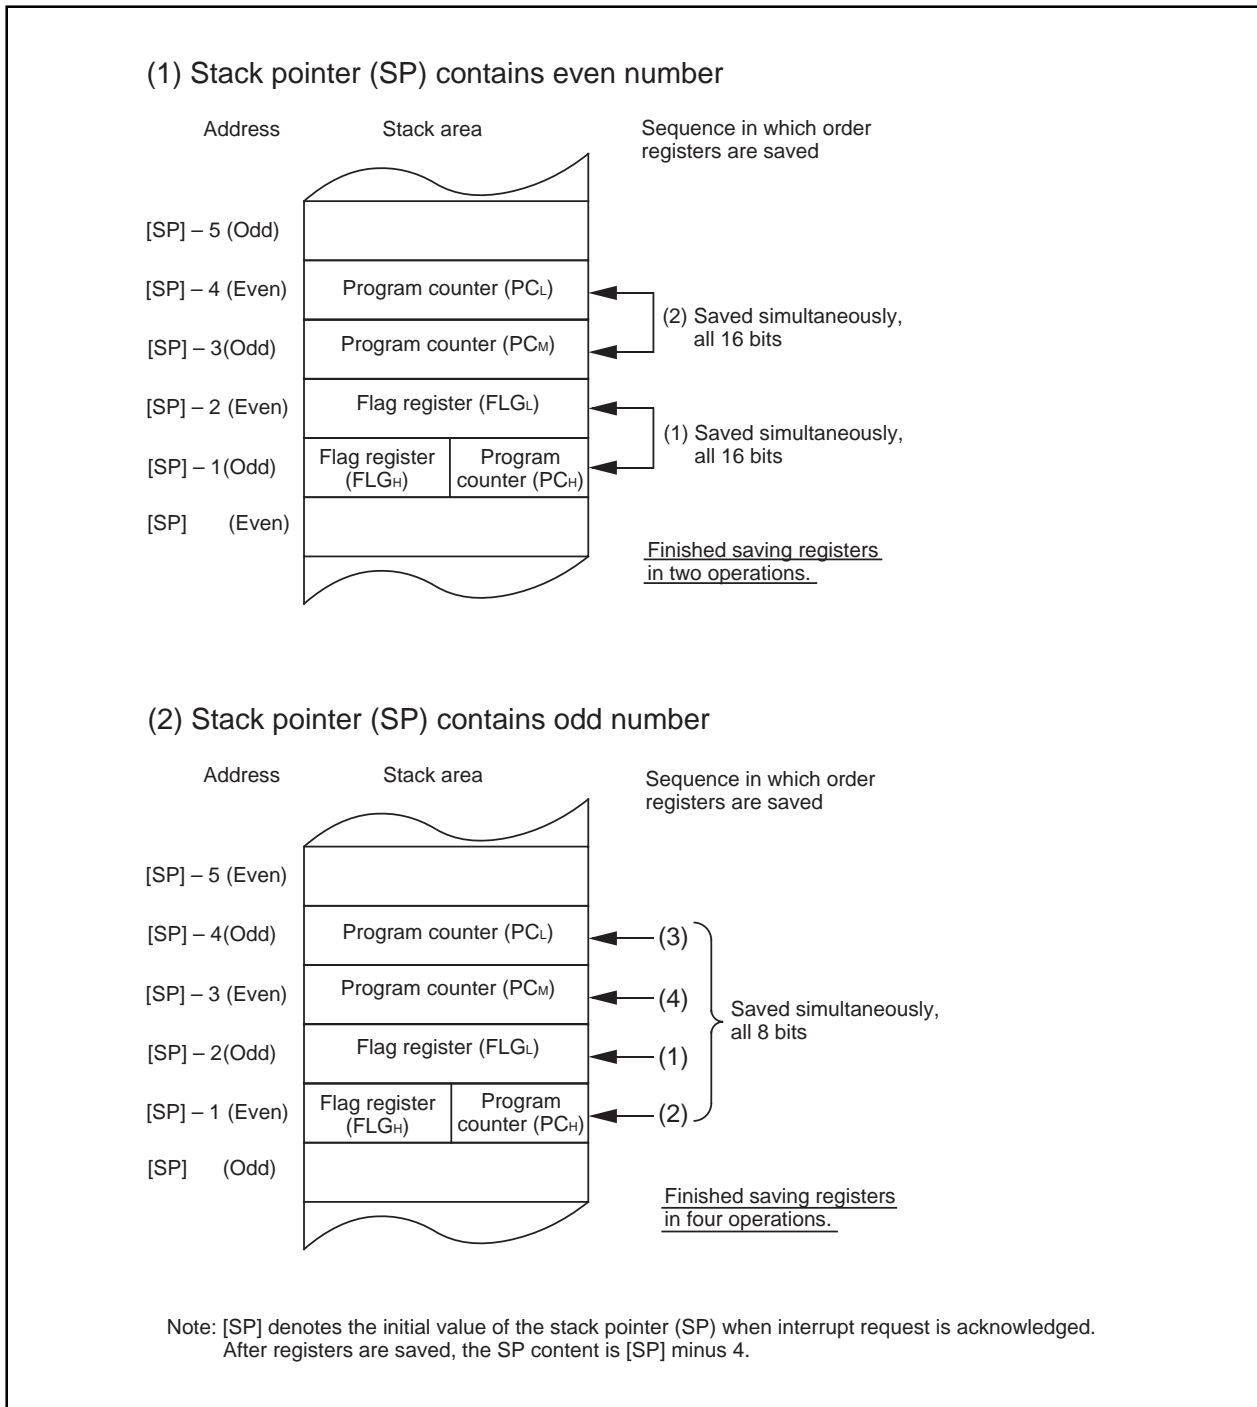 (1) Stack pointer (SP) contains even number
Address
Stack area
Sequence in which order
registers are saved
[SP] – 5 (Odd)
[SP] – 4 (Even)
Program counter (PCL)
[SP] – 3(Odd)
Program counter (PCM)
(2) Saved simultaneously,
all 16 bits
[SP] – 2 (Even)
Flag register (FLGL)
[SP] – 1(Odd)
Flag register
(FLGH)
Program
counter (PCH)
(1) Saved simultaneously,
all 16 bits
[SP] (Even)
Finished saving registers
in two operations.
(2) Stack pointer (SP) contains odd number
Address
Stack area
Sequence in which order
registers are saved
[SP] – 5 (Even)
[SP] – 4(Odd)
Program counter (PCL)
(3)
[SP] – 3 (Even)
Program counter (PCM)
(4)
Saved simultaneously,
all 8 bits
[SP] – 2(Odd)
Flag register (FLGL)
(1)
[SP] – 1 (Even)
Flag register
(FLGH)
Program
counter (PCH)
(2)
[SP] (Odd)
Finished saving registers
in four operations.
Note: [SP] denotes the initial value of the stack pointer (SP) when interrupt request is acknowledged.
After registers are saved, the SP content is [SP] minus 4.